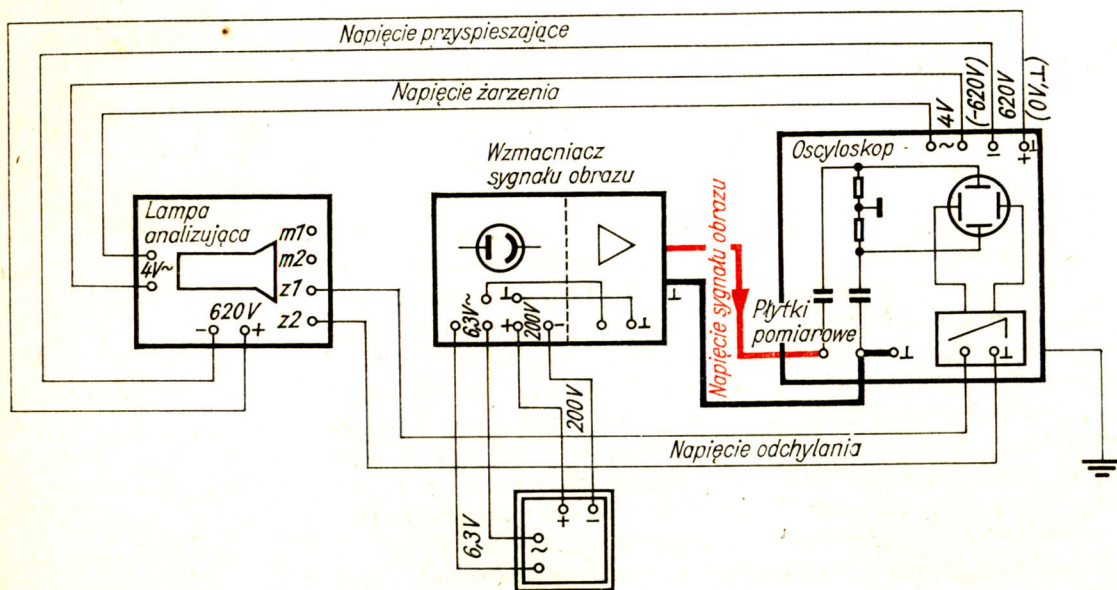 Napięcie przyspieszające
Napięcie żarzenia
4V
~
(-620V)
−
620V
+
(⊥,0V)
⊥
Oscyloskop
Wzmacniacz
sygnału obrazu
Lampa
analizująca
m1
m2
z1
z2
4V~
620V
− +
6,3V~
⊥
+
200V
−
⊥
⊥
Napięcie sygnału obrazu
Płytki
pomiarowe
⊥
⊥
200V
Napięcie odchylania
6,3V
+ −
~